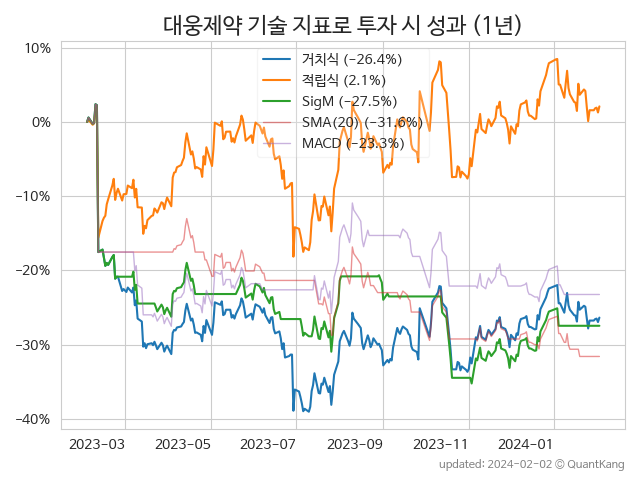 대웅제약 기술 지표로 투자 시 성과 (1년)
거치식 (−26.4%)
적립식 (2.1%)
SigM (−27.5%)
SMA(20) (−31.6%)
MACD (−23.3%)
10%
0%
−10%
−20%
−30%
−40%
2023-03 2023-05 2023-07 2023-09 2023-11 2024-01
updated: 2024-02-02 © QuantKang